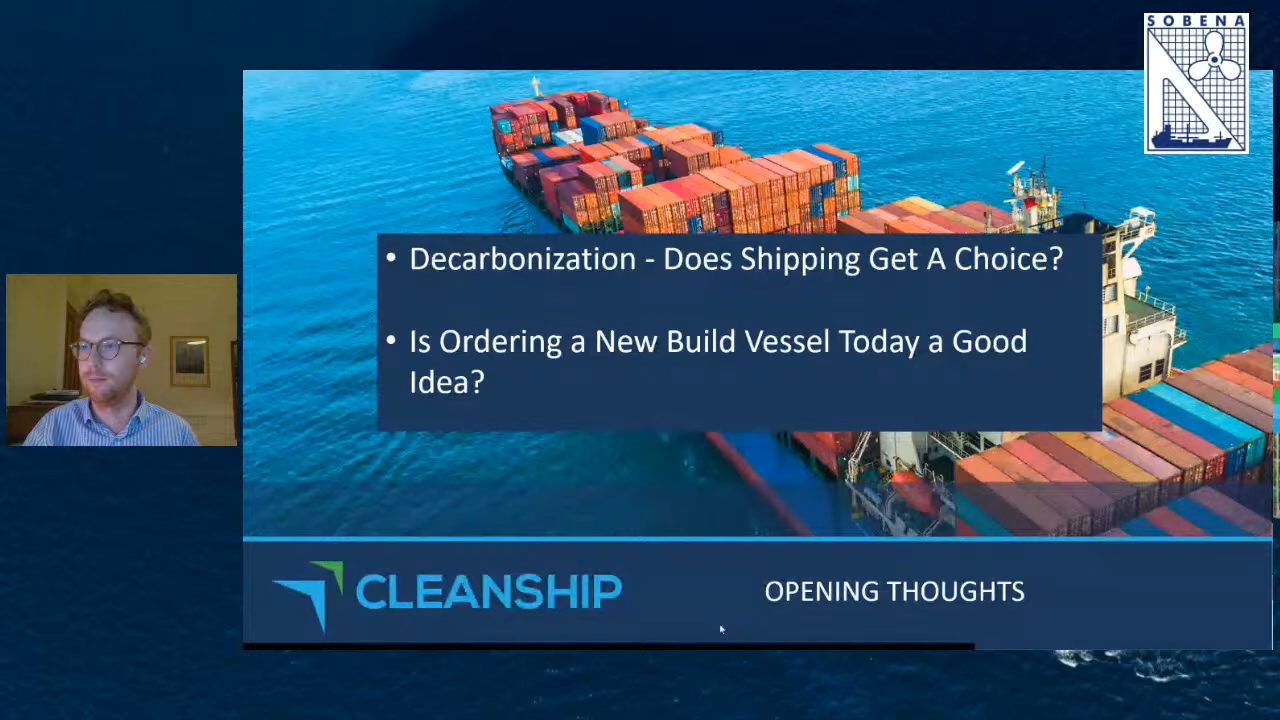 SOBENA
• Decarbonization - Does Shipping Get A Choice?
• Is Ordering a New Build Vessel Today a Good
Idea?
CLEANSHIP
OPENING THOUGHTS